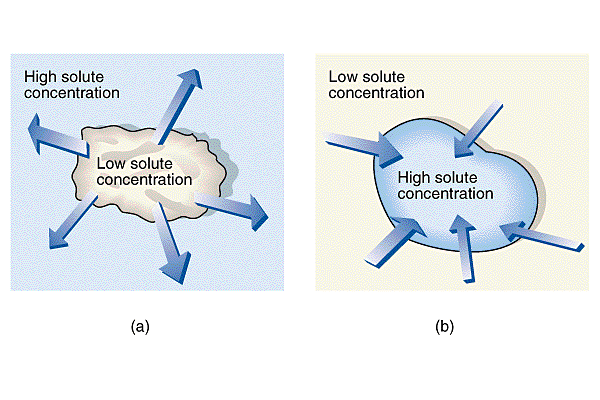 High solute
concentration
Low solute
concentration
(a)
Low solute
concentration
High solute
concentration
(b)